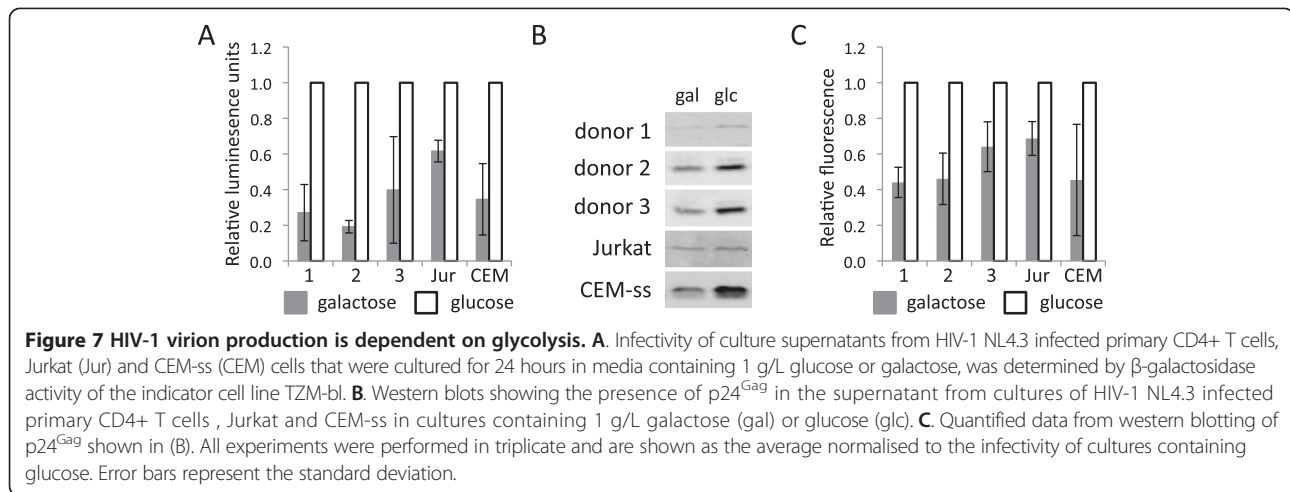 A
B
C
Relative luminesence units
1.2
1.0
0.8
0.6
0.4
0.2
0.0
1 2 3 Jur CEM
galactose glucose
gal glc
donor 1
donor 2
donor 3
Jurkat
CEM-ss
Relative fluorescence
1.2
1.0
0.8
0.6
0.4
0.2
0.0
1 2 3 Jur CEM
galactose glucose
Figure 7 HIV-1 virion production is dependent on glycolysis. A. Infectivity of culture supernatants from HIV-1 NL4.3 infected primary CD4+ T cells,
Jurkat (Jur) and CEM-ss (CEM) cells that were cultured for 24 hours in media containing 1 g/L glucose or galactose, was determined by β-galactosidase
activity of the indicator cell line TZM-bl. B. Western blots showing the presence of p24Gag in the supernatant from cultures of HIV-1 NL4.3 infected
primary CD4+ T cells , Jurkat and CEM-ss in cultures containing 1 g/L galactose (gal) or glucose (glc). C. Quantified data from western blotting of
p24Gag shown in (B). All experiments were performed in triplicate and are shown as the average normalised to the infectivity of cultures containing
glucose. Error bars represent the standard deviation.